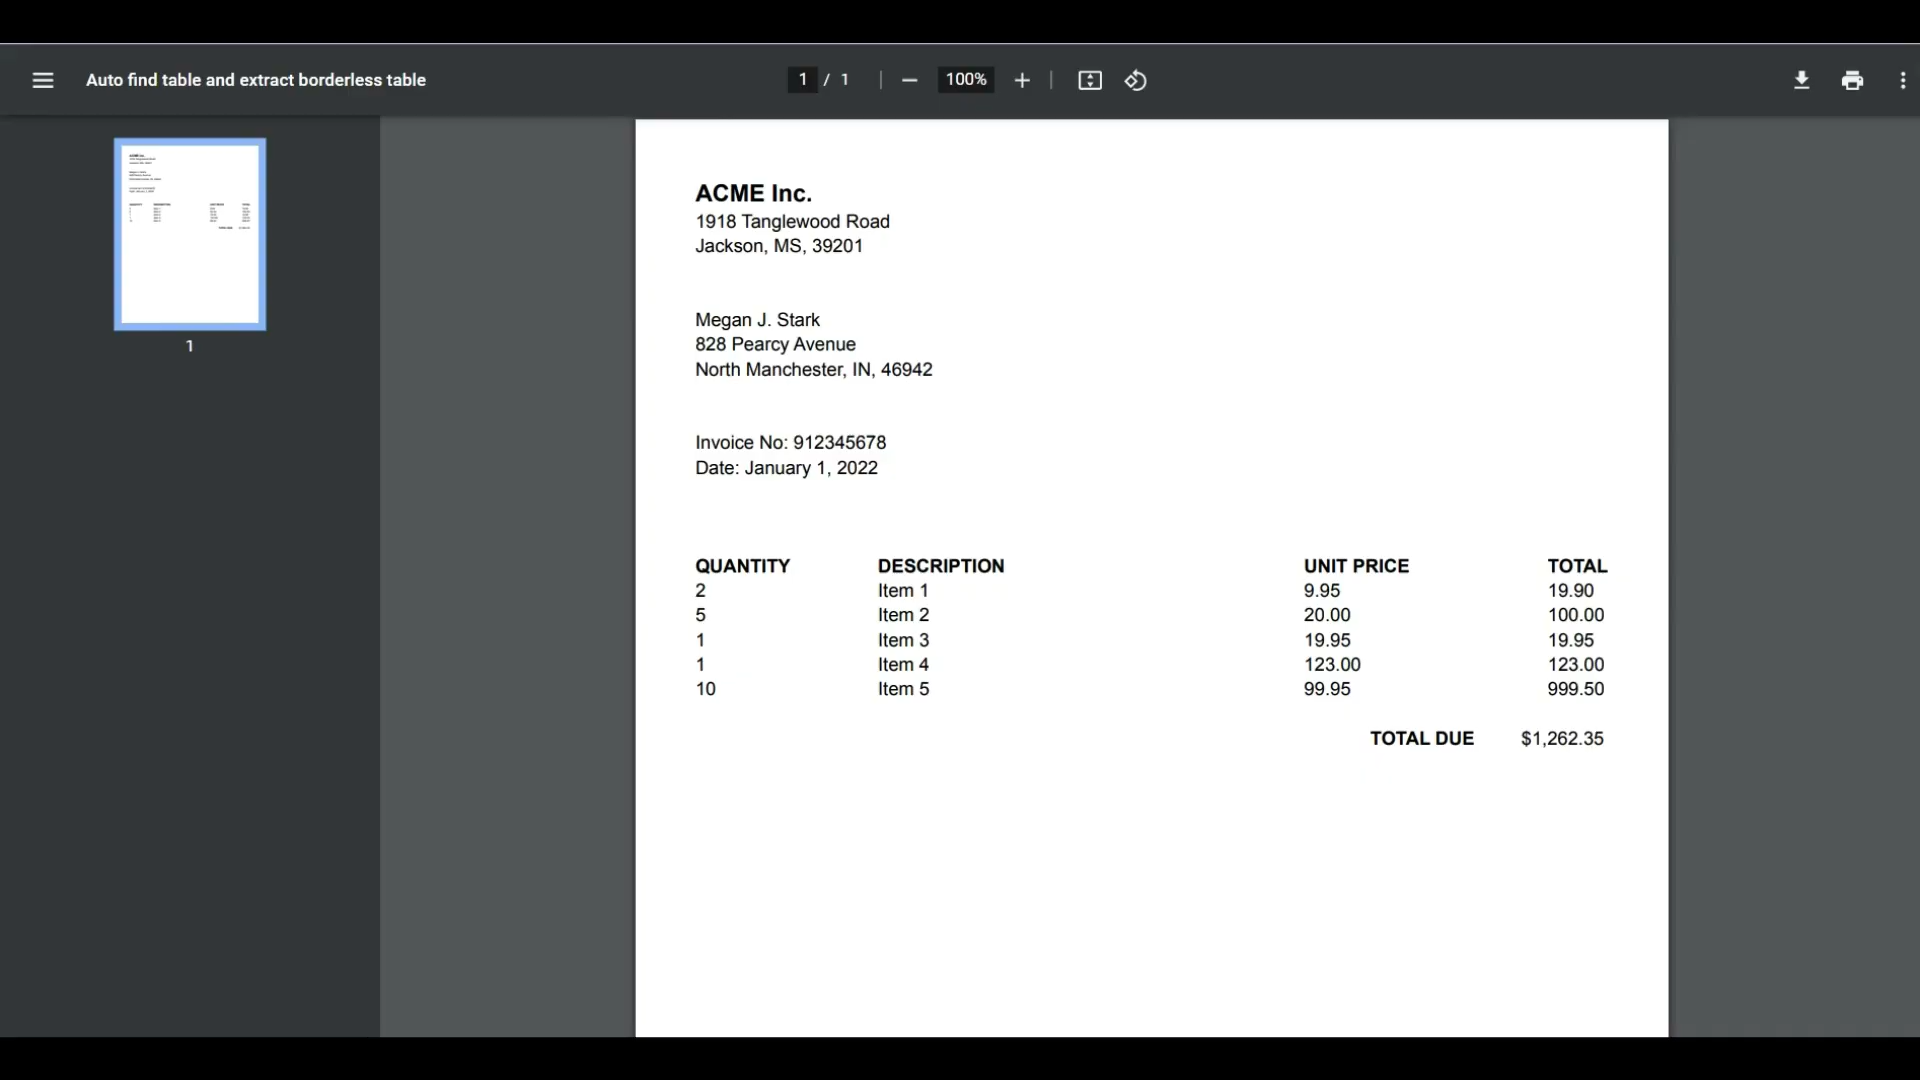 Auto find table and extract borderless table
1 / 1
100%
1
ACME Inc.
1918 Tanglewood Road
Jackson, MS, 39201
Megan J. Stark
828 Pearcy Avenue
North Manchester, IN, 46942
Invoice No: 912345678
Date: January 1, 2022
QUANTITY DESCRIPTION UNIT PRICE TOTAL
2 Item 1 9.95 19.90
5 Item 2 20.00 100.00
1 Item 3 19.95 19.95
1 Item 4 123.00 123.00
10 Item 5 99.95 999.50
TOTAL DUE $1,262.35